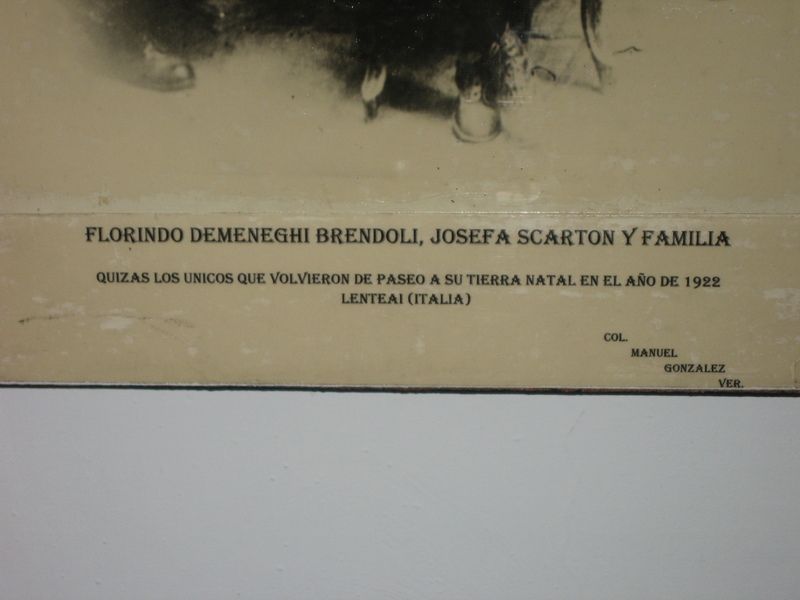 FLORINDO DEMENEGHI BRENDOLI, JOSEFA SCARTON Y FAMILIA
QUIZAS LOS UNICOS QUE VOLVIERON DE PASEO A SU TIERRA NATAL EN EL AÑO DE 1922
LENTEAI (ITALIA)
COL.
MANUEL
GONZALEZ
VER.